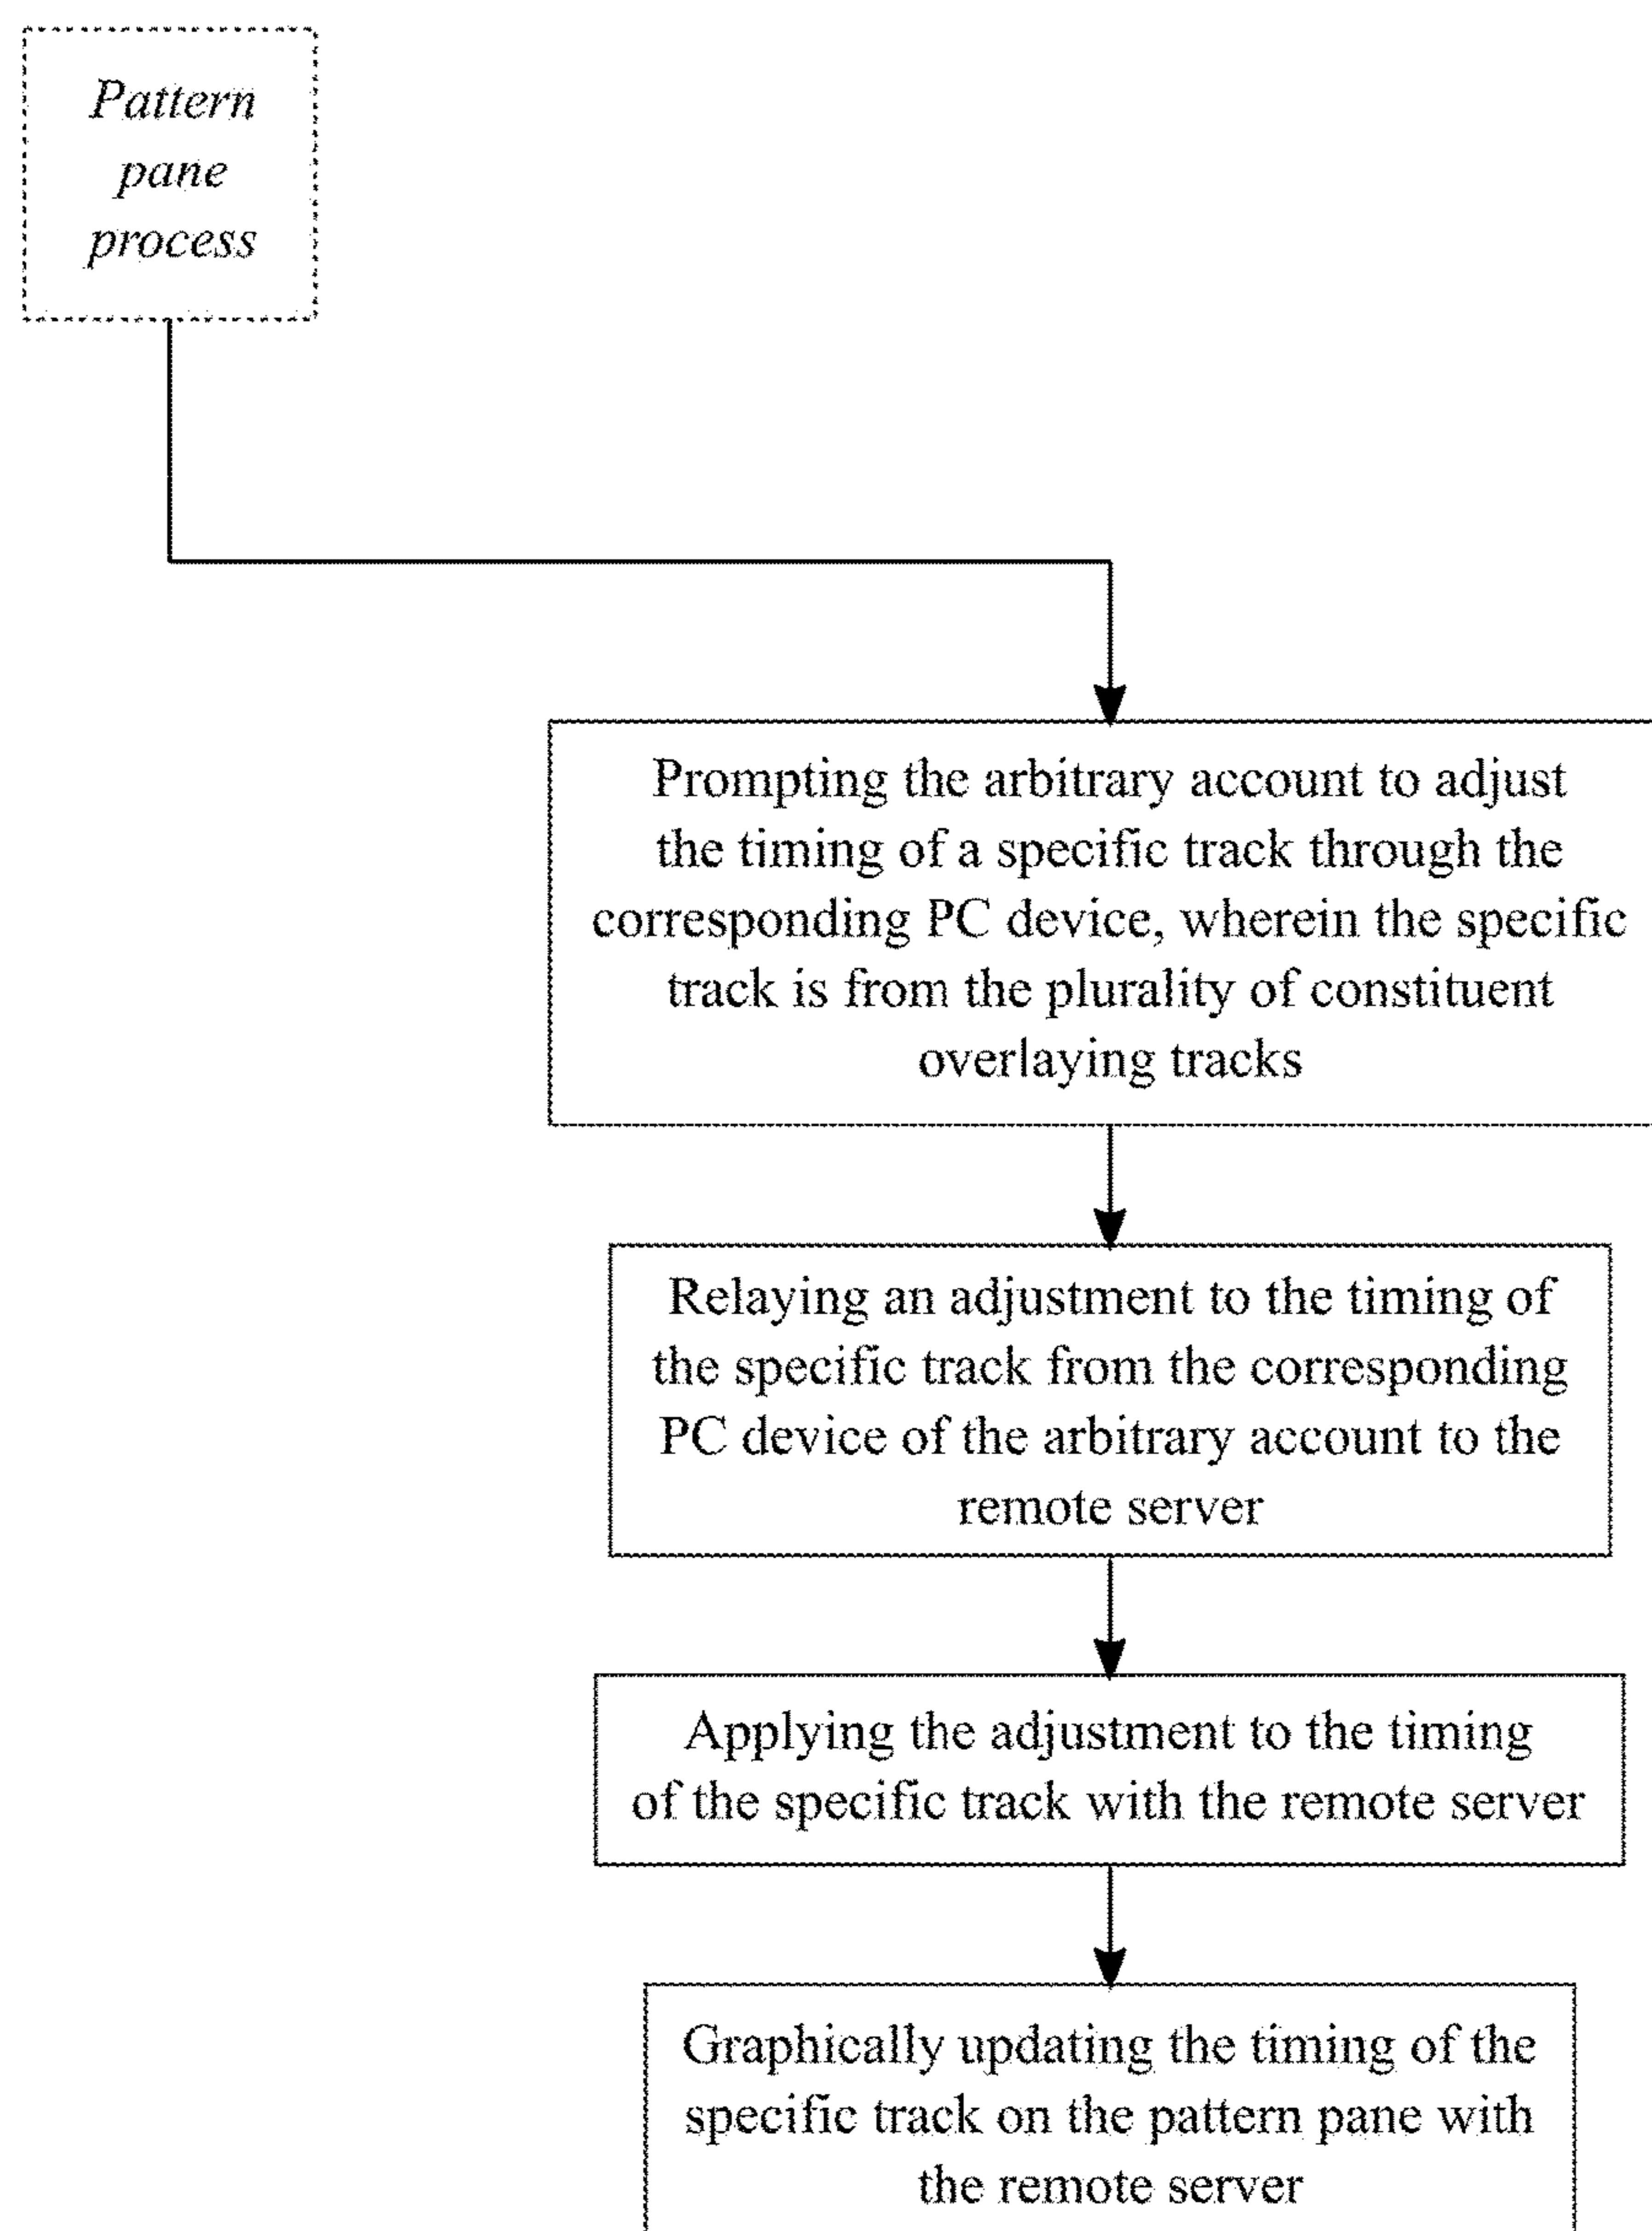 Pattern
pane
process
Prompting the arbitrary account to adjust
the timing of a specific track through the
corresponding PC device, wherein the specific
track is from the plurality of constituent
overlaying tracks
Relaying an adjustment to the timing of
the specific track from the corresponding
PC device of the arbitrary account to the
remote server
Applying the adjustment to the timing
of the specific track with the remote server
Graphically updating the timing of the
specific track on the pattern pane with
the remote server